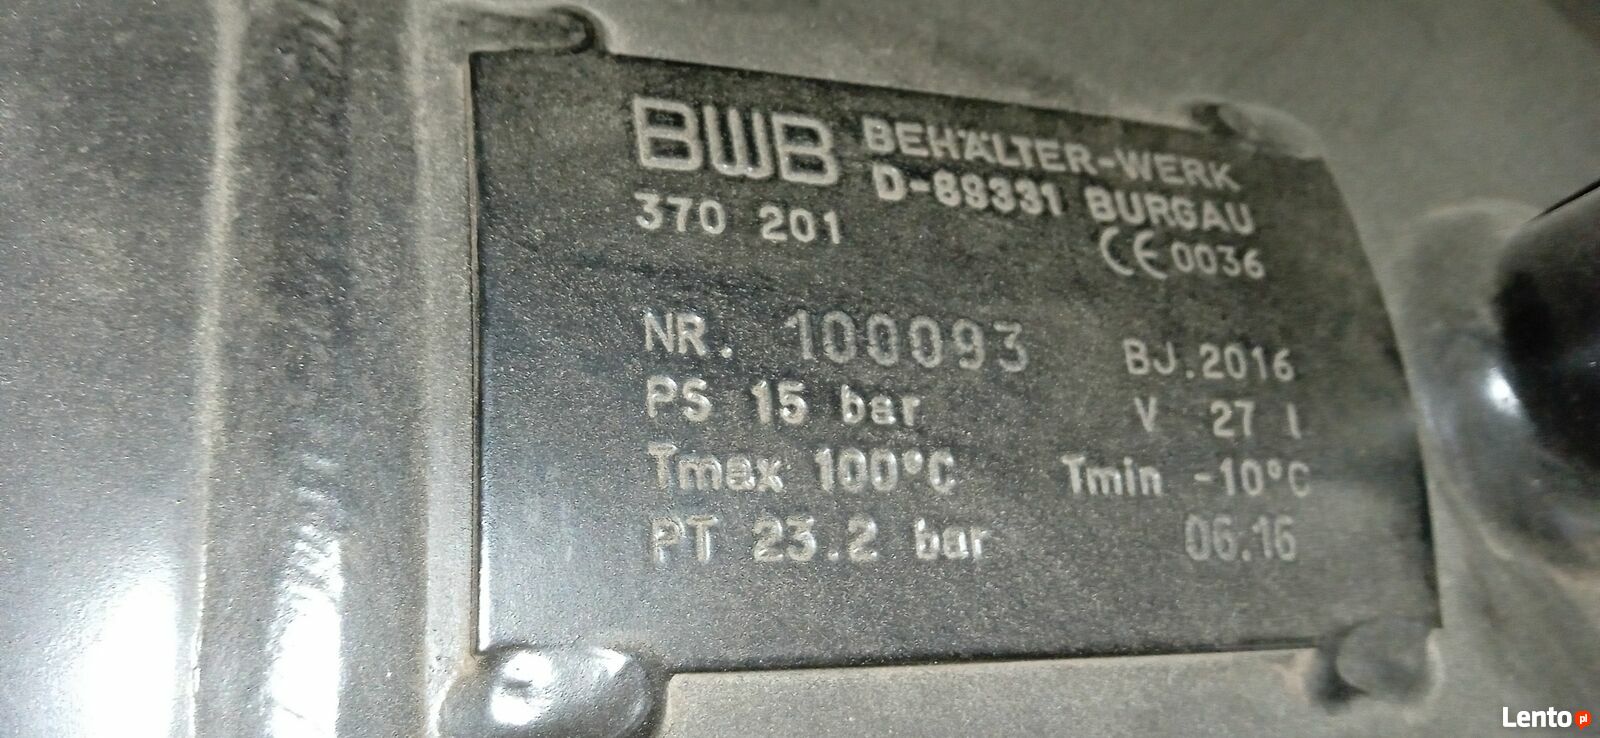 BWB BEHÄLTER-WERK
D-89331 BURGAU
370 201
CE 0036
NR. 100093 BJ.2016
PS 15 bar V 27 l
Tmax 100°C Tmin -10°C
PT 23.2 bar 06.16
Lento.pl